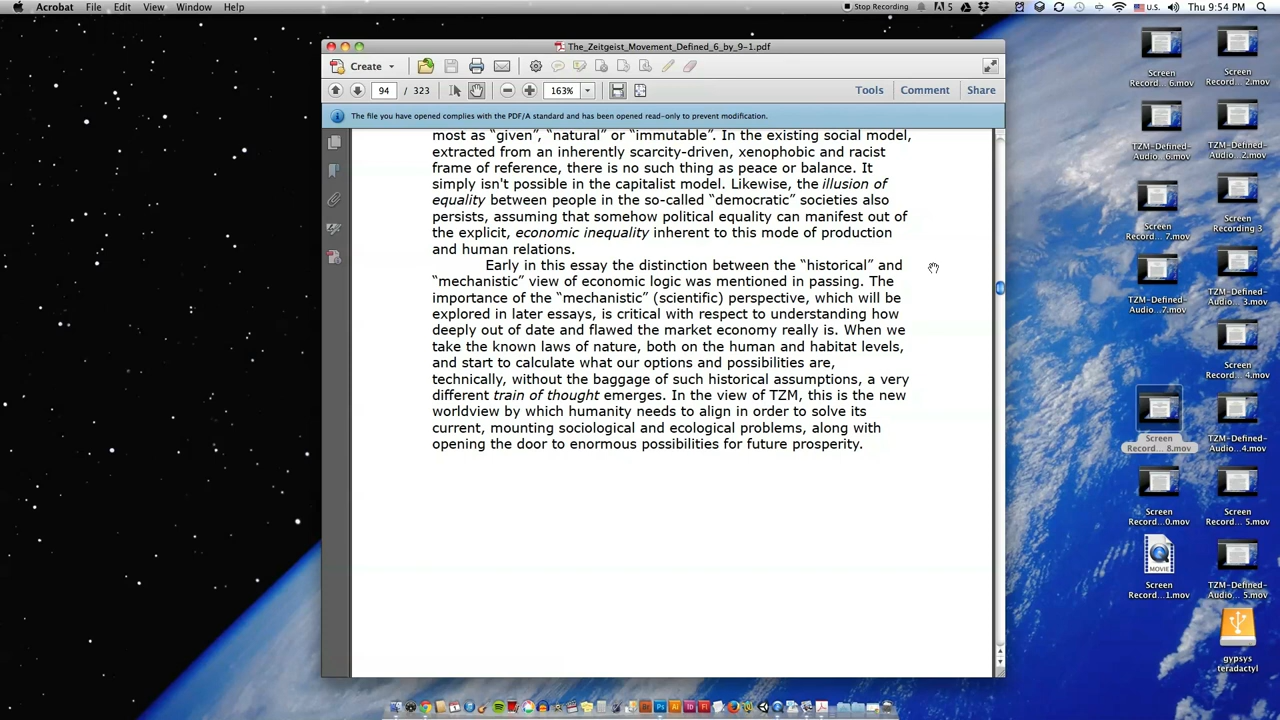 Acrobat File Edit View Window Help
Stop Recording
5
U.S.
Thu 9:54 PM
The_Zeitgeist_Movement_Defined_6_by_9-1.pdf
Create
94 / 323
163%
Tools Comment Share
The file you have opened complies with the PDF/A standard and has been opened read-only to prevent modification.
most as “given”, “natural” or “immutable”. In the existing social model,
extracted from an inherently scarcity-driven, xenophobic and racist
frame of reference, there is no such thing as peace or balance. It
simply isn't possible in the capitalist model. Likewise, the illusion of
equality between people in the so-called “democratic” societies also
persists, assuming that somehow political equality can manifest out of
the explicit, economic inequality inherent to this mode of production
and human relations.
Early in this essay the distinction between the “historical” and
“mechanistic” view of economic logic was mentioned in passing. The
importance of the “mechanistic” (scientific) perspective, which will be
explored in later essays, is critical with respect to understanding how
deeply out of date and flawed the market economy really is. When we
take the known laws of nature, both on the human and habitat levels,
and start to calculate what our options and possibilities are,
technically, without the baggage of such historical assumptions, a very
different train of thought emerges. In the view of TZM, this is the new
worldview by which humanity needs to align in order to solve its
current, mounting sociological and ecological problems, along with
opening the door to enormous possibilities for future prosperity.
Screen
Record... 6.mov
Screen
Record... 2.mov
TZM-Defined
-Audio... 6.mov
TZM-Defined
-Audio... 2.mov
Screen
Record... 7.mov
Screen
Recording 3
TZM-Defined
-Audio... 7.mov
TZM-Defined
-Audio... 3.mov
Screen
Record... 4.mov
Screen
Record... 8.mov
TZM-Defined
-Audio... 4.mov
Screen
Record...0.mov
Screen
Record... 5.mov
MOVIE
Screen
Record...1.mov
TZM-Defined
-Audio... 5.mov
gypsys
teradactyl